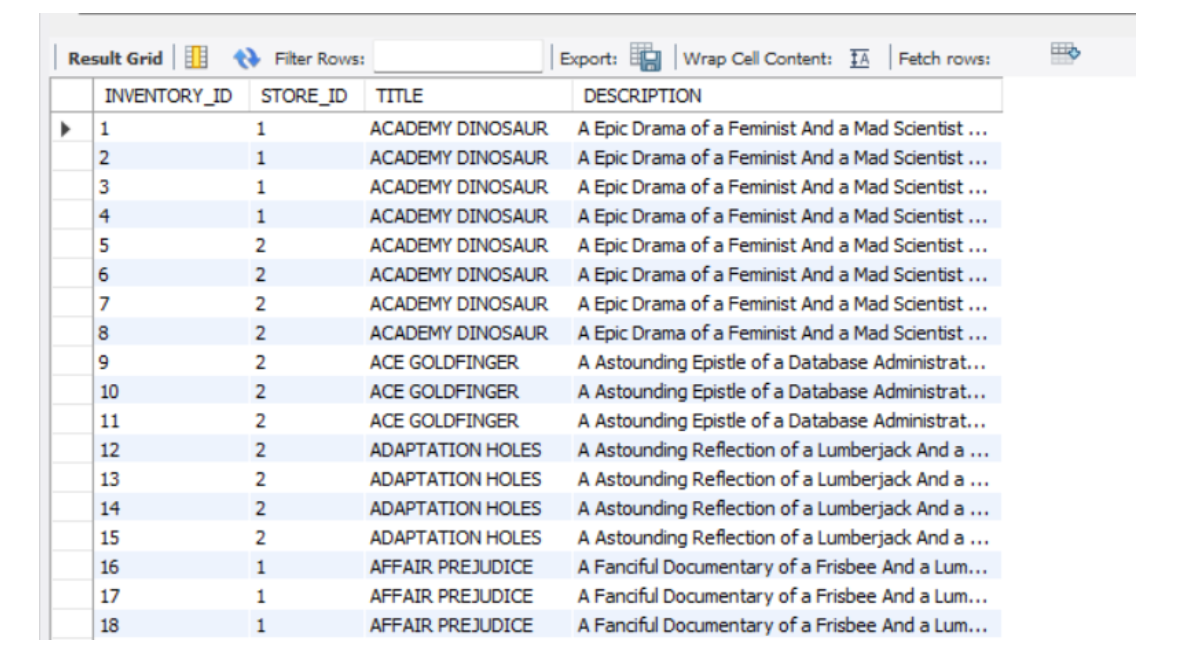 Result Grid Filter Rows: Export: Wrap Cell Content: Fetch rows:
INVENTORY_ID STORE_ID TITLE DESCRIPTION
1 1 ACADEMY DINOSAUR A Epic Drama of a Feminist And a Mad Scientist ...
2 1 ACADEMY DINOSAUR A Epic Drama of a Feminist And a Mad Scientist ...
3 1 ACADEMY DINOSAUR A Epic Drama of a Feminist And a Mad Scientist ...
4 1 ACADEMY DINOSAUR A Epic Drama of a Feminist And a Mad Scientist ...
5 2 ACADEMY DINOSAUR A Epic Drama of a Feminist And a Mad Scientist ...
6 2 ACADEMY DINOSAUR A Epic Drama of a Feminist And a Mad Scientist ...
7 2 ACADEMY DINOSAUR A Epic Drama of a Feminist And a Mad Scientist ...
8 2 ACADEMY DINOSAUR A Epic Drama of a Feminist And a Mad Scientist ...
9 2 ACE GOLDFINGER A Astounding Epistle of a Database Administrat...
10 2 ACE GOLDFINGER A Astounding Epistle of a Database Administrat...
11 2 ACE GOLDFINGER A Astounding Epistle of a Database Administrat...
12 2 ADAPTATION HOLES A Astounding Reflection of a Lumberjack And a ...
13 2 ADAPTATION HOLES A Astounding Reflection of a Lumberjack And a ...
14 2 ADAPTATION HOLES A Astounding Reflection of a Lumberjack And a ...
15 2 ADAPTATION HOLES A Astounding Reflection of a Lumberjack And a ...
16 1 AFFAIR PREJUDICE A Fanciful Documentary of a Frisbee And a Lum...
17 1 AFFAIR PREJUDICE A Fanciful Documentary of a Frisbee And a Lum...
18 1 AFFAIR PREJUDICE A Fanciful Documentary of a Frisbee And a Lum...